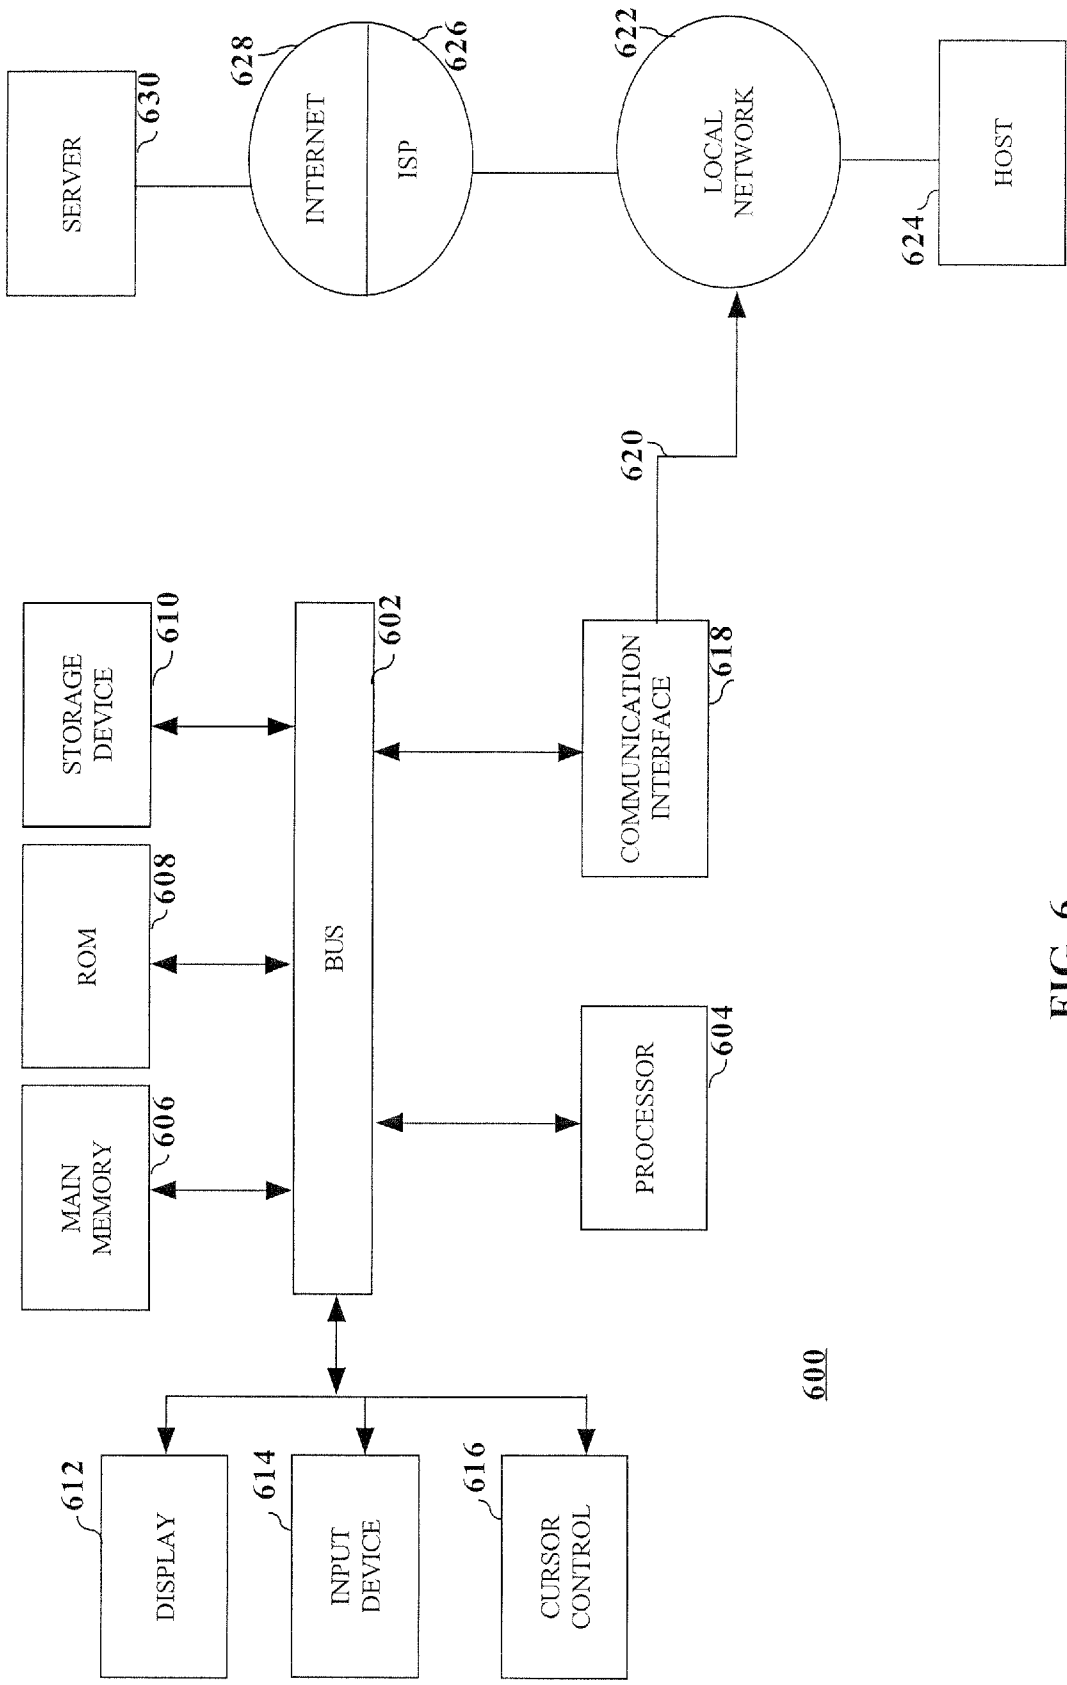 DISPLAY
612
INPUT
DEVICE
614
CURSOR
CONTROL
616
MAIN
MEMORY
606
ROM
608
STORAGE
DEVICE
610
BUS
602
PROCESSOR
604
COMMUNICATION
INTERFACE
618
620
SERVER
630
INTERNET
628
ISP
626
LOCAL
NETWORK
622
HOST
624
600
FIG. 6